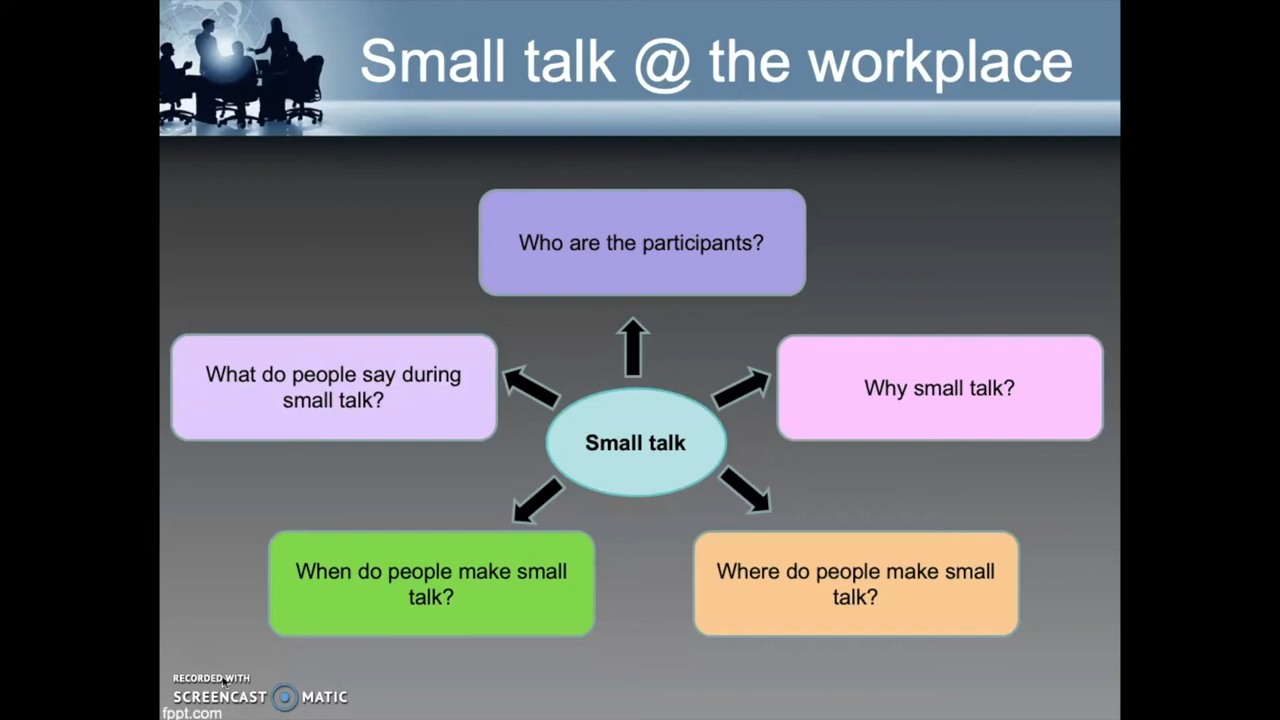 Small talk @ the workplace
Who are the participants?
What do people say during
small talk?
Why small talk?
Small talk
When do people make small
talk?
Where do people make small
talk?
RECORDED WITH
SCREENCAST MATIC
fppt.com